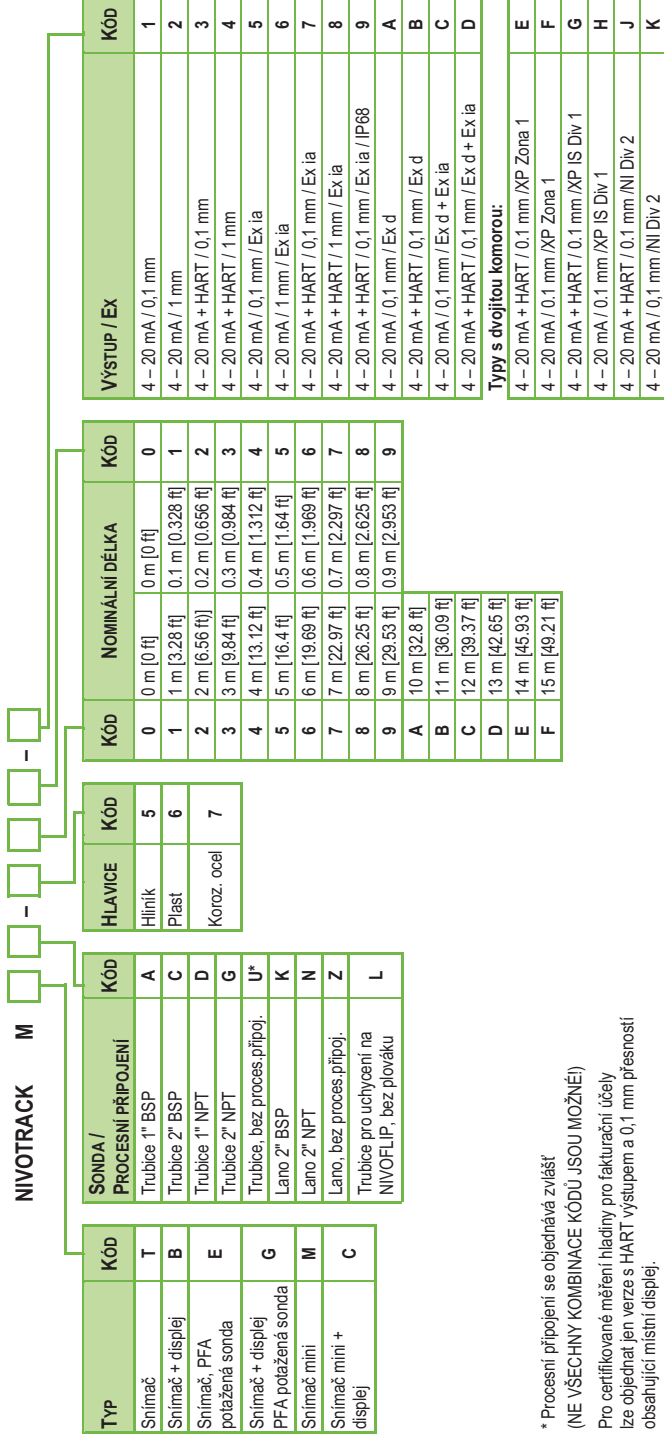 NIVOTRACK M – –
TYP KÓD
Snímač T
Snímač + displej B
Snímač, PFA
potažená sonda E
Snímač + displej
PFA potažená sonda G
Snímač mini M
Snímač mini +
displej C
SONDA /
PROCESNÍ PŘIPOJENÍ KÓD
Trubice 1" BSP A
Trubice 2" BSP C
Trubice 1" NPT D
Trubice 2" NPT G
Trubice, bez proces.připoj. U*
Lano 2" BSP K
Lano 2" NPT N
Lano, bez proces.připoj. Z
Trubice pro uchycení na
NIVOFLIP, bez plováku L
HLAVICE KÓD
Hliník 5
Plast 6
Koroz. ocel 7
KÓD NOMINÁLNÍ DÉLKA KÓD
0 0 m [0 ft] 0 m [0 ft] 0
1 1 m [3.28 ft] 0.1 m [0.328 ft] 1
2 2 m [6.56 ft)] 0.2 m [0.656 ft] 2
3 3 m [9.84 ft] 0.3 m [0.984 ft] 3
4 4 m [13.12 ft] 0.4 m [1.312 ft] 4
5 5 m [16.4 ft] 0.5 m [1.64 ft] 5
6 6 m [19.69 ft] 0.6 m [1.969 ft] 6
7 7 m [22.97 ft] 0.7 m [2.297 ft] 7
8 8 m [26.25 ft] 0.8 m [2.625 ft] 8
9 9 m [29.53 ft] 0.9 m [2.953 ft] 9
A 10 m [32.8 ft]
B 11 m [36.09 ft]
C 12 m [39.37 ft]
D 13 m [42.65 ft]
E 14 m [45.93 ft]
F 15 m [49.21 ft]
VÝSTUP / EX KÓD
4 – 20 mA / 0,1 mm 1
4 – 20 mA / 1 mm 2
4 – 20 mA + HART / 0,1 mm 3
4 – 20 mA + HART / 1 mm 4
4 – 20 mA / 0,1 mm / Ex ia 5
4 – 20 mA / 1 mm / Ex ia 6
4 – 20 mA + HART / 0,1 mm / Ex ia 7
4 – 20 mA + HART / 1 mm / Ex ia 8
4 – 20 mA + HART / 0,1 mm / Ex ia / IP68 9
4 – 20 mA / 0,1 mm / Ex d A
4 – 20 mA + HART / 0,1 mm / Ex d B
4 – 20 mA / 0,1 mm / Ex d + Ex ia C
4 – 20 mA + HART / 0,1 mm / Ex d + Ex ia D
Typy s dvojitou komorou:
4 – 20 mA + HART / 0.1 mm /XP Zona 1 E
4 – 20 mA / 0.1 mm /XP Zona 1 F
4 – 20 mA + HART / 0.1 mm /XP IS Div 1 G
4 – 20 mA / 0.1 mm /XP IS Div 1 H
4 – 20 mA + HART / 0.1 mm /NI Div 2 J
4 – 20 mA / 0,1 mm /NI Div 2 K
* Procesní připojení se objednává zvlášť
(NE VŠECHNY KOMBINACE KÓDŮ JSOU MOŽNÉ!)
Pro certifikované měření hladiny pro fakturační účely
lze objednat jen verze s HART výstupem a 0,1 mm přesností
obsahující místní displej.